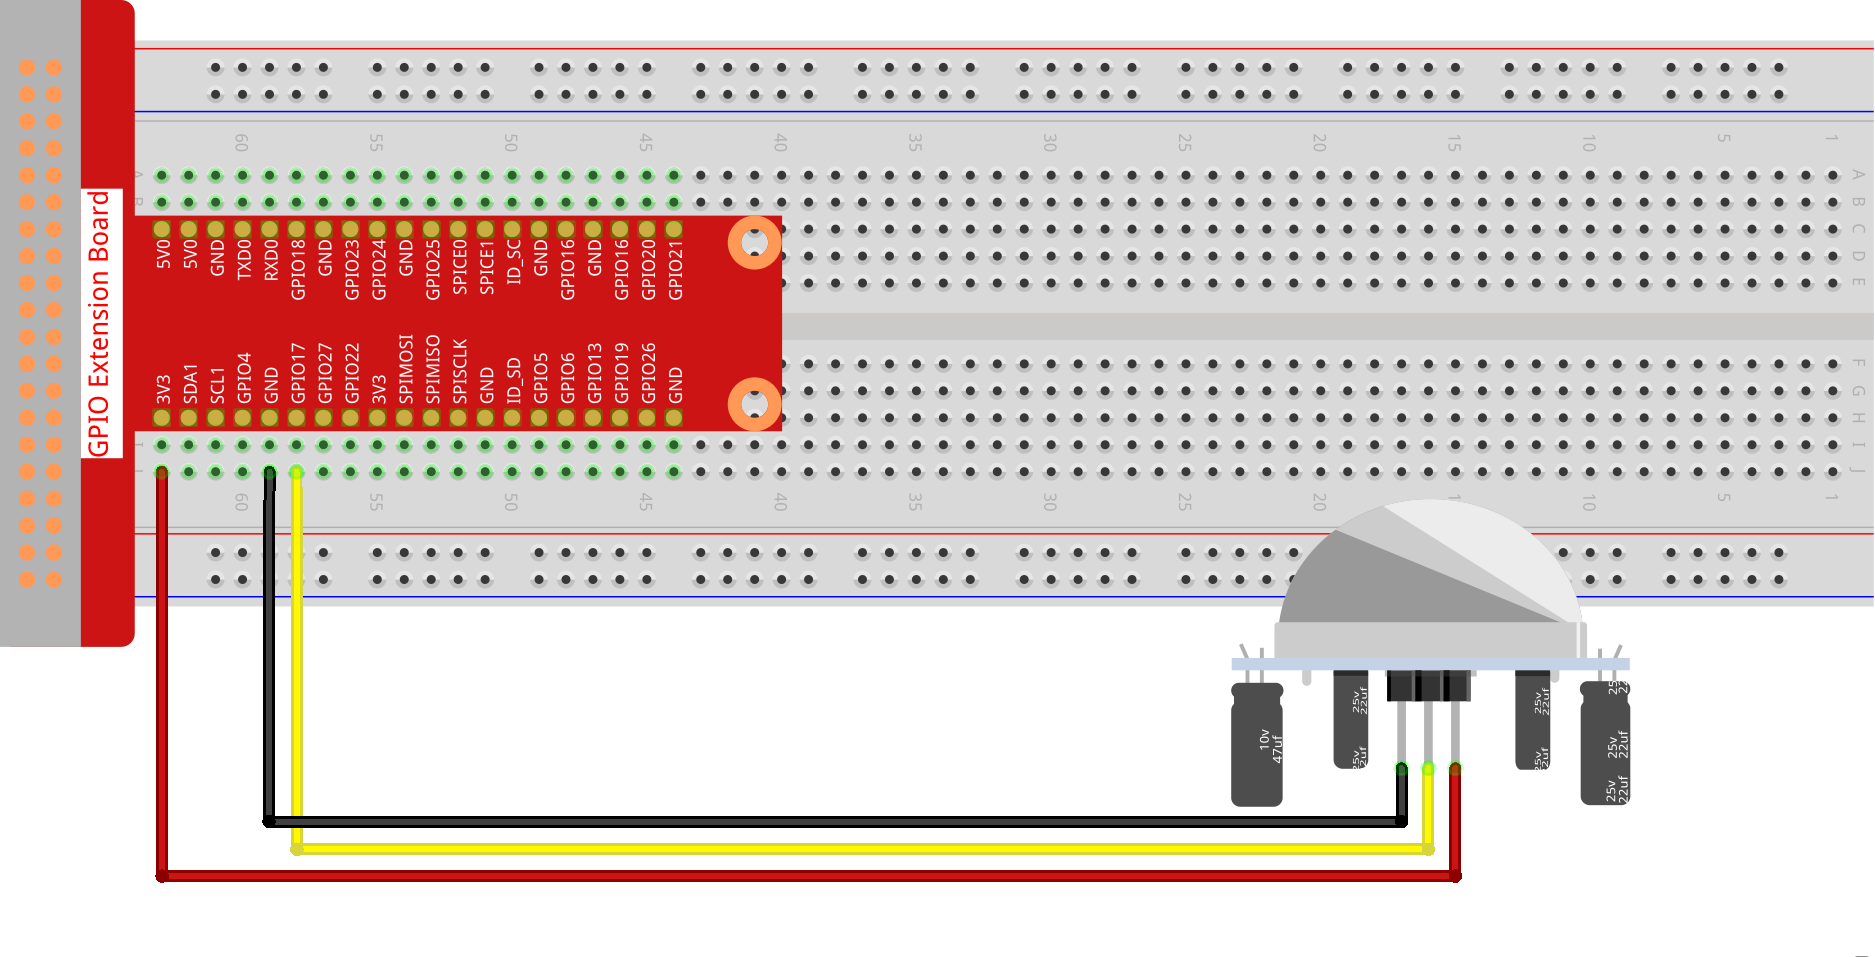 GPIO Extension Board
60 55 50 45 40 35 30 25 20 15 10 5 1
A A
B B
C
D
E
5V0
5V0
GND
TXD0
RXD0
GPIO18
GND
GPIO23
GPIO24
GND
GPIO25
SPICE0
SPICE1
ID_SC
GND
GPIO16
GND
GPIO16
GPIO20
GPIO21
3V3
SDA1
SCL1
GPIO4
GND
GPIO17
GPIO27
GPIO22
3V3
SPIMOSI
SPIMISO
SPISCLK
GND
ID_SD
GPIO5
GPIO6
GPIO13
GPIO19
GPIO26
GND
F
G
H
I I
J
60 55 50 45 40 35 30 25 20 10 5 1
10v
47uf
25v
22uf
25v
22uf
25v
22uf
25v
22uf